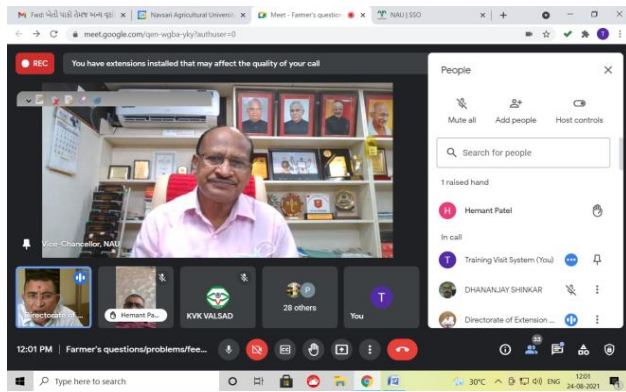 Navsari Agricultural Universit
Meet - Farmer's question
NAU | SSO
meet.google.com/qen-wgba-yky?authuser=0
REC
You have extensions installed that may affect the quality of your call
People
Mute all
Add people
Host controls
Search for people
1 raised hand
H
Hemant Patel
In call
T
Training Visit System (You)
DHANANJAY SHINKAR
Directorate of Extension ...
Vice-Chancellor, NAU
Directorate of ...
Hemant Pa...
KVK VALSAD
P
28 others
T
You
12:01 PM | Farmer's questions/problems/fee...
33
Type here to search
30°C
ENG
12:01
24-08-2021